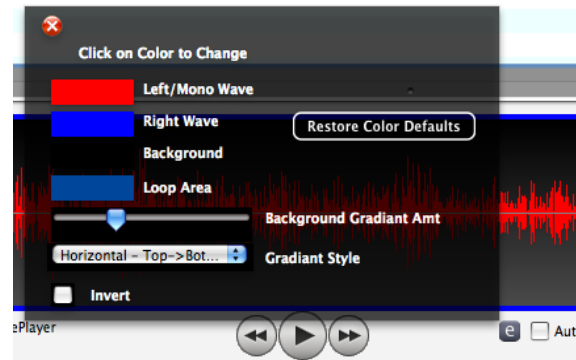 Click on Color to Change
Left/Mono Wave
Right Wave
Restore Color Defaults
Background
Loop Area
Background Gradiant Amt
Horizontal - Top->Bot...
Gradiant Style
Invert
ePlayer
e
Aut